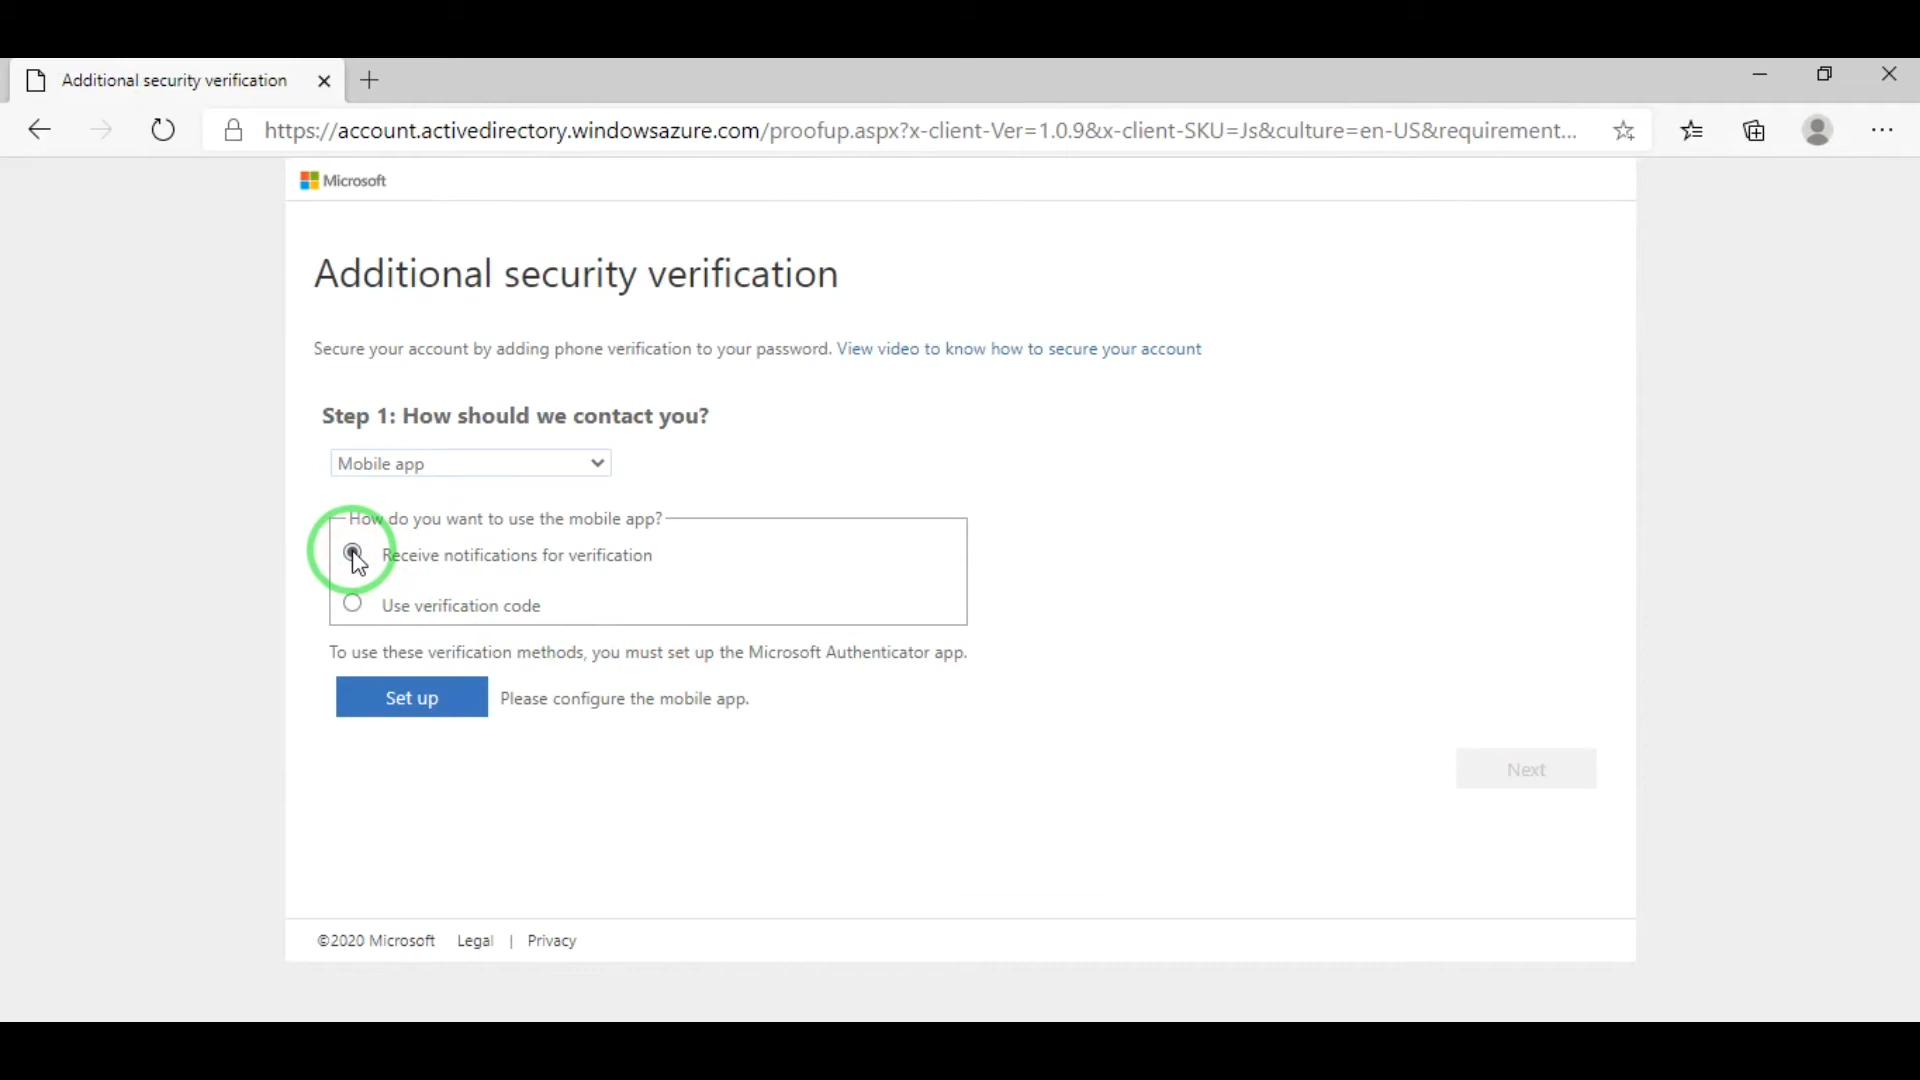 Additional security verification
https://account.activedirectory.windowsazure.com/proofup.aspx?x-client-Ver=1.0.9&x-client-SKU=Js&culture=en-US&requirement...
Microsoft
Additional security verification
Secure your account by adding phone verification to your password. View video to know how to secure your account
Step 1: How should we contact you?
Mobile app
How do you want to use the mobile app?
Receive notifications for verification
Use verification code
To use these verification methods, you must set up the Microsoft Authenticator app.
Set up Please configure the mobile app.
Next
©2020 Microsoft Legal | Privacy